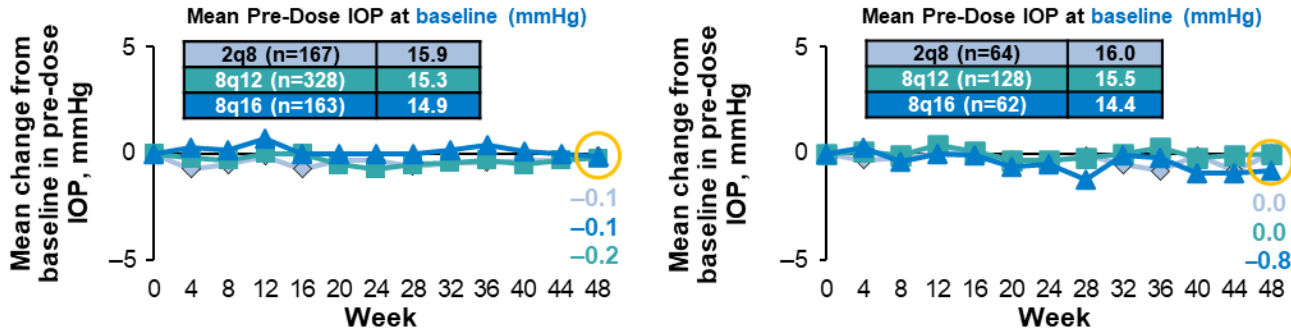 Mean Pre-Dose IOP at baseline (mmHg)
2q8 (n=167) 15.9
8q12 (n=328) 15.3
8q16 (n=163) 14.9
Mean change from
baseline in pre-dose
IOP, mmHg
5
0
–5
–0.1
–0.1
–0.2
0 4 8 12 16 20 24 28 32 36 40 44 48
Week
Mean Pre-Dose IOP at baseline (mmHg)
2q8 (n=64) 16.0
8q12 (n=128) 15.5
8q16 (n=62) 14.4
Mean change from
baseline in pre-dose
IOP, mmHg
5
0
–5
0.0
0.0
–0.8
0 4 8 12 16 20 24 28 32 36 40 44 48
Week